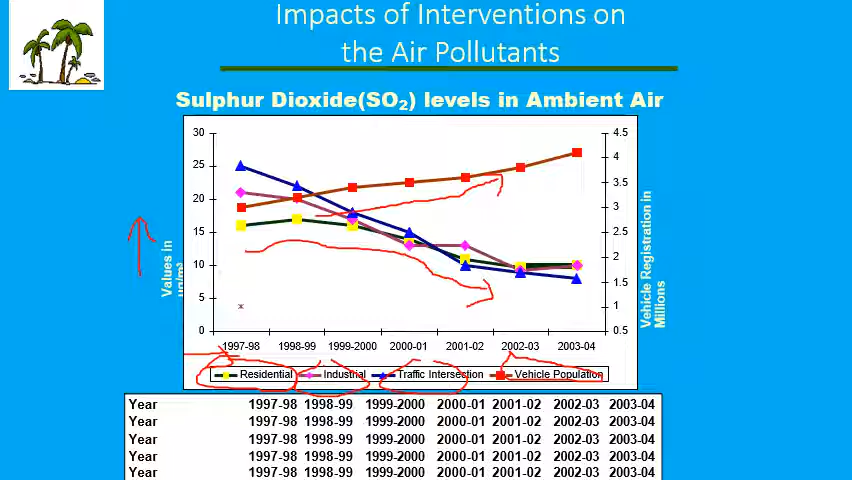 Impacts of Interventions on
the Air Pollutants
Sulphur Dioxide(SO₂) levels in Ambient Air
30 4.5
25 4
20 3.5
15 3
10 2.5
5 2
0 1.5
1
0.5
Values in
µg/m³
Vehicle Registration in
Millions
1997-98 1998-99 1999-2000 2000-01 2001-02 2002-03 2003-04
Residential Industrial Traffic Intersection Vehicle Population
Year 1997-98 1998-99 1999-2000 2000-01 2001-02 2002-03 2003-04
Year 1997-98 1998-99 1999-2000 2000-01 2001-02 2002-03 2003-04
Year 1997-98 1998-99 1999-2000 2000-01 2001-02 2002-03 2003-04
Year 1997-98 1998-99 1999-2000 2000-01 2001-02 2002-03 2003-04
Year 1997-98 1998-99 1999-2000 2000-01 2001-02 2002-03 2003-04